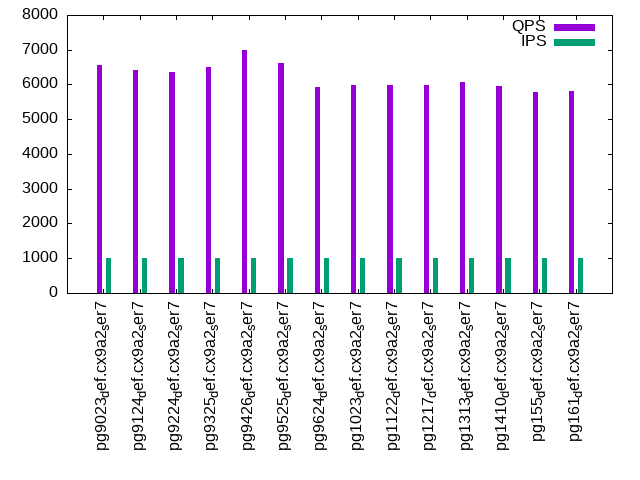 8000
7000
6000
5000
4000
3000
2000
1000
0
QPS
IPS
pg9023def.cx9a2ser7
pg9124def.cx9a2ser7
pg9224def.cx9a2ser7
pg9325def.cx9a2ser7
pg9426def.cx9a2ser7
pg9525def.cx9a2ser7
pg9624def.cx9a2ser7
pg1023def.cx9a2ser7
pg1122def.cx9a2ser7
pg1217def.cx9a2ser7
pg1313def.cx9a2ser7
pg1410def.cx9a2ser7
pg155def.cx9a2ser7
pg161def.cx9a2ser7